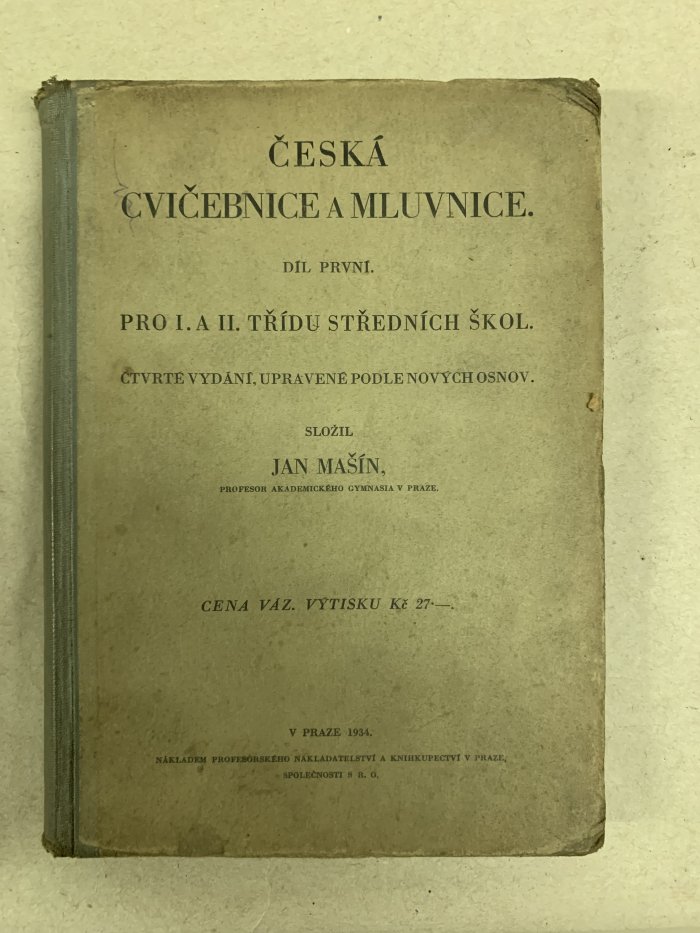 ČESKÁ
CVIČEBNICE A MLUVNICE.
DÍL PRVNÍ.
PRO I. A II. TŘÍDU STŘEDNÍCH ŠKOL.
ČTVRTÉ VYDÁNÍ, UPRAVENÉ PODLE NOVÝCH OSNOV.
SLOŽIL
JAN MAŠÍN,
PROFESOR AKADEMICKÉHO GYMNASIA V PRAZE.
CENA VÁZ. VÝTISKU Kč 27·—.
V PRAZE 1934.
NÁKLADEM PROFESORSKÉHO NAKLADATELSTVÍ A KNIHKUPECTVÍ V PRAZE,
SPOLEČNOSTI S R. O.